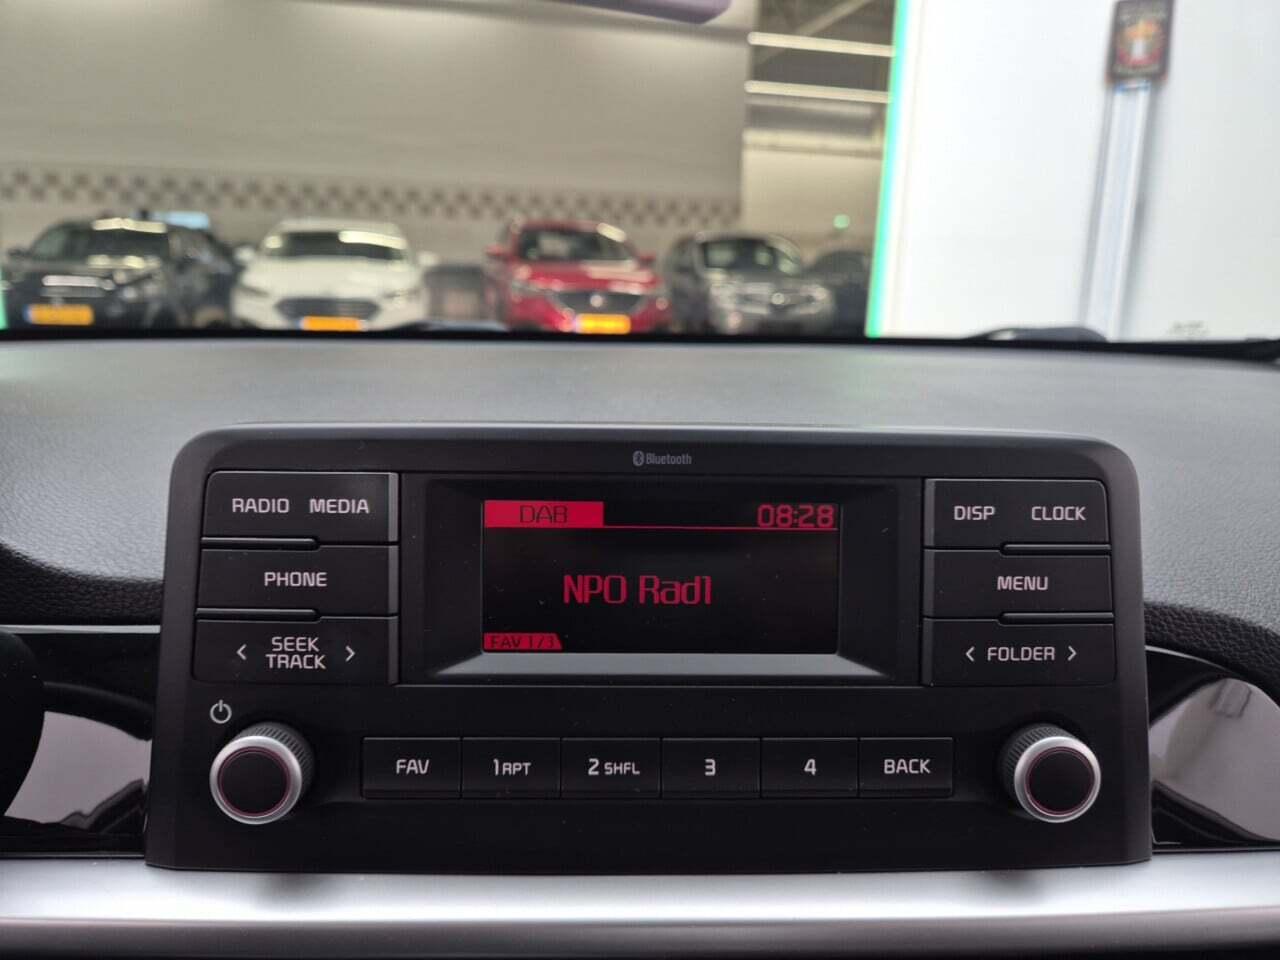 Bluetooth
RADIO MEDIA
DAB 08:28
DISP CLOCK
PHONE
NPO Rad1
MENU
< SEEK >
TRACK
FAV 1/3
< FOLDER >
FAV
1 RPT
2 SHFL
3
4
BACK